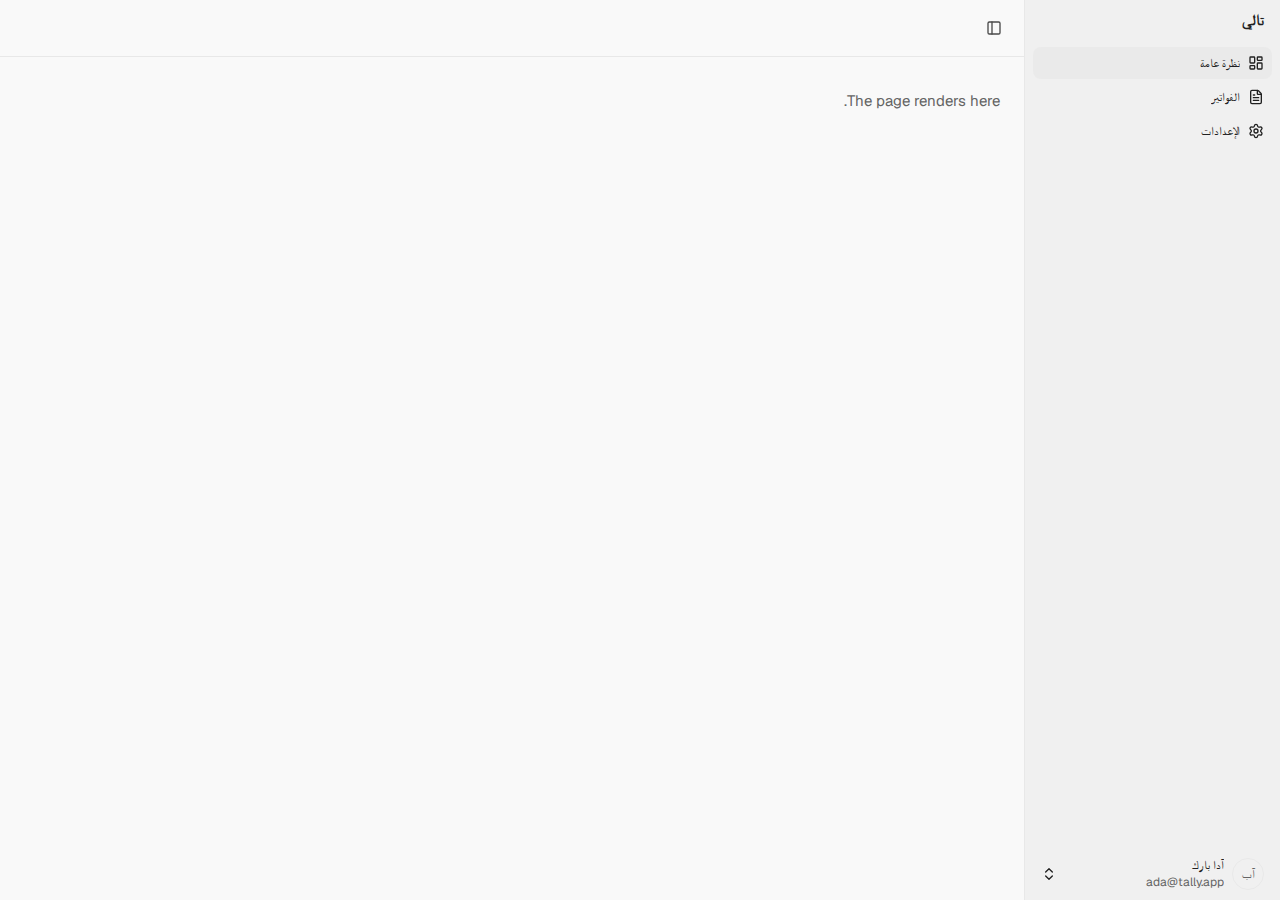 تالي
نظرة عامة
الفواتير
الإعدادات
The page renders here.
آب
آدا بارك
ada@tally.app